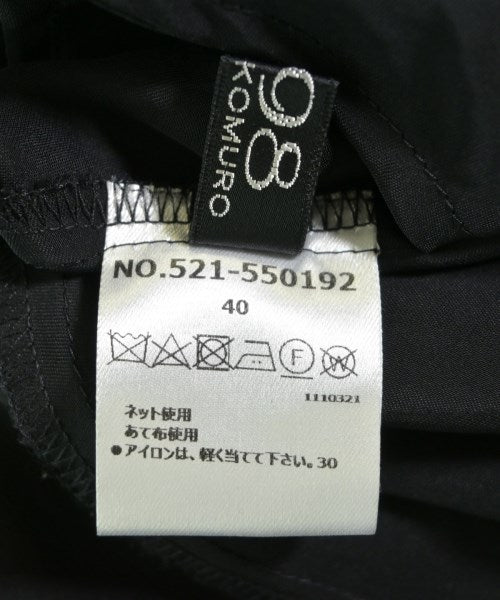 98
KOMURO
NO.521-550192
40
F W
1110321
ネット使用
あて布使用
●アイロンは、軽く当てて下さい。30